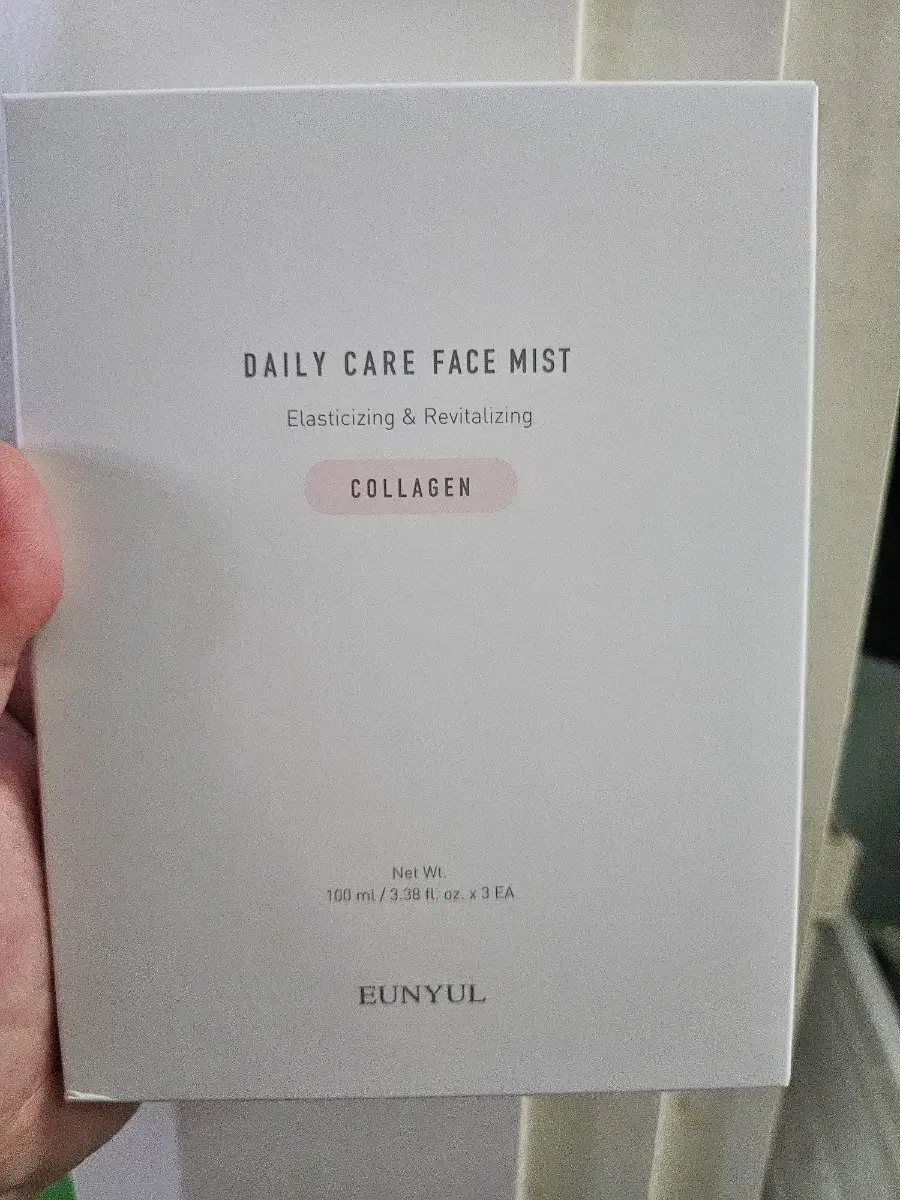 DAILY CARE FACE MIST
Elasticizing & Revitalizing
COLLAGEN
Net Wt.
100 ml / 3.38 fl. oz. x 3 EA
EUNYUL